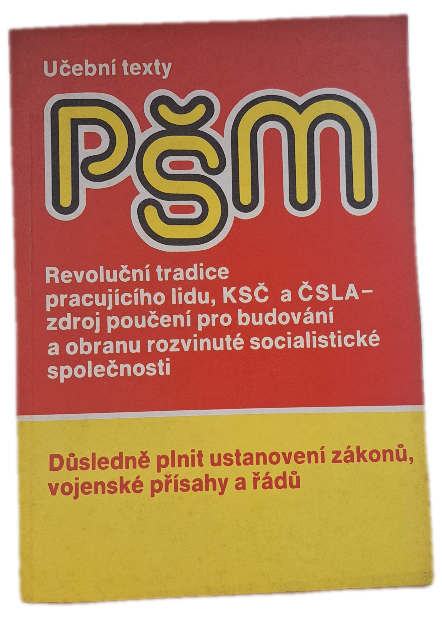 Učební texty
PŠM
Revoluční tradice
pracujícího lidu, KSČ a ČSLA –
zdroj poučení pro budování
a obranu rozvinuté socialistické
společnosti
Důsledně plnit ustanovení zákonů,
vojenské přísahy a řádů